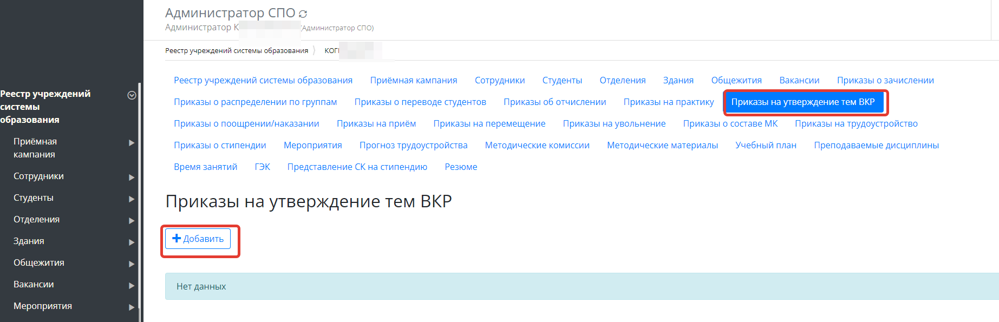 Администратор СПО
Администратор К (Администратор СПО)
Реестр учреждений системы образования КОГ
Реестр учреждений
системы
образования
Приёмная
кампания
Сотрудники
Студенты
Отделения
Здания
Общежития
Вакансии
Мероприятия
Реестр учреждений системы образования Приёмная кампания Сотрудники Студенты Отделения Здания Общежития Вакансии Приказы о зачислении
Приказы о распределении по группам Приказы о переводе студентов Приказы об отчислении Приказы на практику Приказы на утверждение тем ВКР
Приказы о поощрении/наказании Приказы на приём Приказы на перемещение Приказы на увольнение Приказы о составе МК Приказы на трудоустройство
Приказы о стипендии Мероприятия Прогноз трудоустройства Методические комиссии Методические материалы Учебный план Преподаваемые дисциплины
Время занятий ГЭК Представление СК на стипендию Резюме
Приказы на утверждение тем ВКР
Добавить
Нет данных